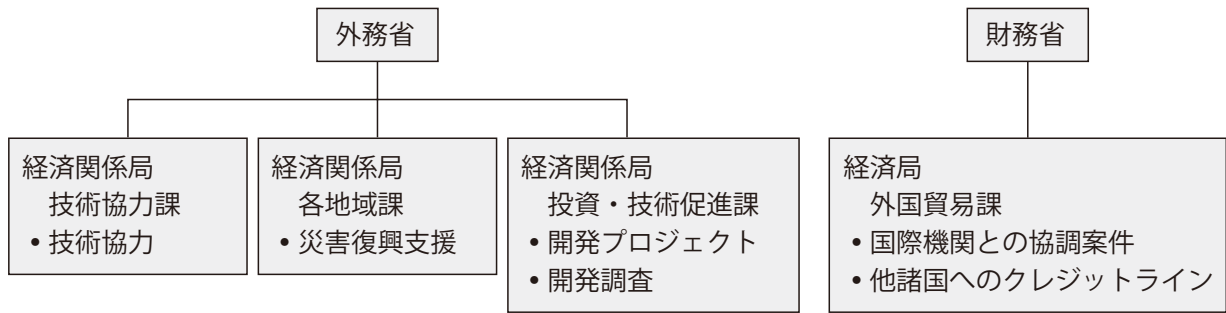 外務省
財務省
経済関係局
技術協力課
• 技術協力
経済関係局
各地域課
• 災害復興支援
経済関係局
投資・技術促進課
• 開発プロジェクト
• 開発調査
経済局
外国貿易課
• 国際機関との協調案件
• 他諸国へのクレジットライン